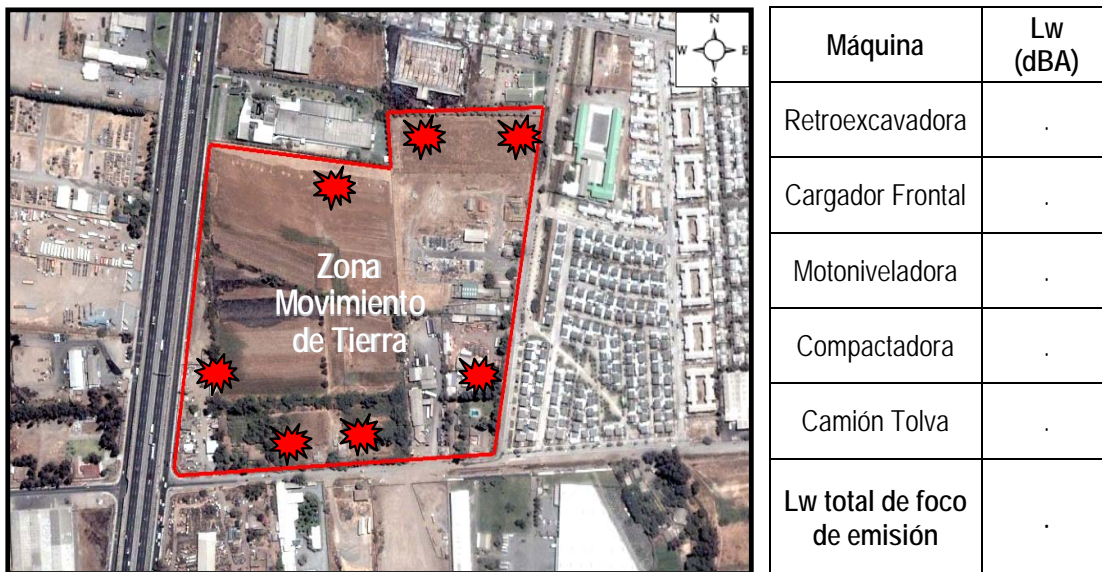 N
W E
S
Zona
Movimiento
de Tierra
Máquina
Lw
(dBA)
Retroexcavadora .
Cargador Frontal .
Motoniveladora .
Compactadora .
Camión Tolva .
Lw total de foco
de emisión .